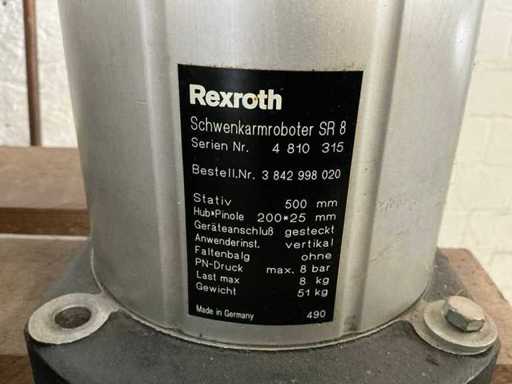 Rexroth
Schwenkarmroboter SR 8
Serien Nr. 4 810 315
Bestell.Nr. 3 842 998 020
Stativ 500 mm
Hub*Pinole 200*25 mm
Geräteanschluß gesteckt
Anwenderinst. vertikal
Faltenbalg ohne
PN-Druck max. 8 bar
Last max 8 kg
Gewicht 51 kg
Made in Germany 490